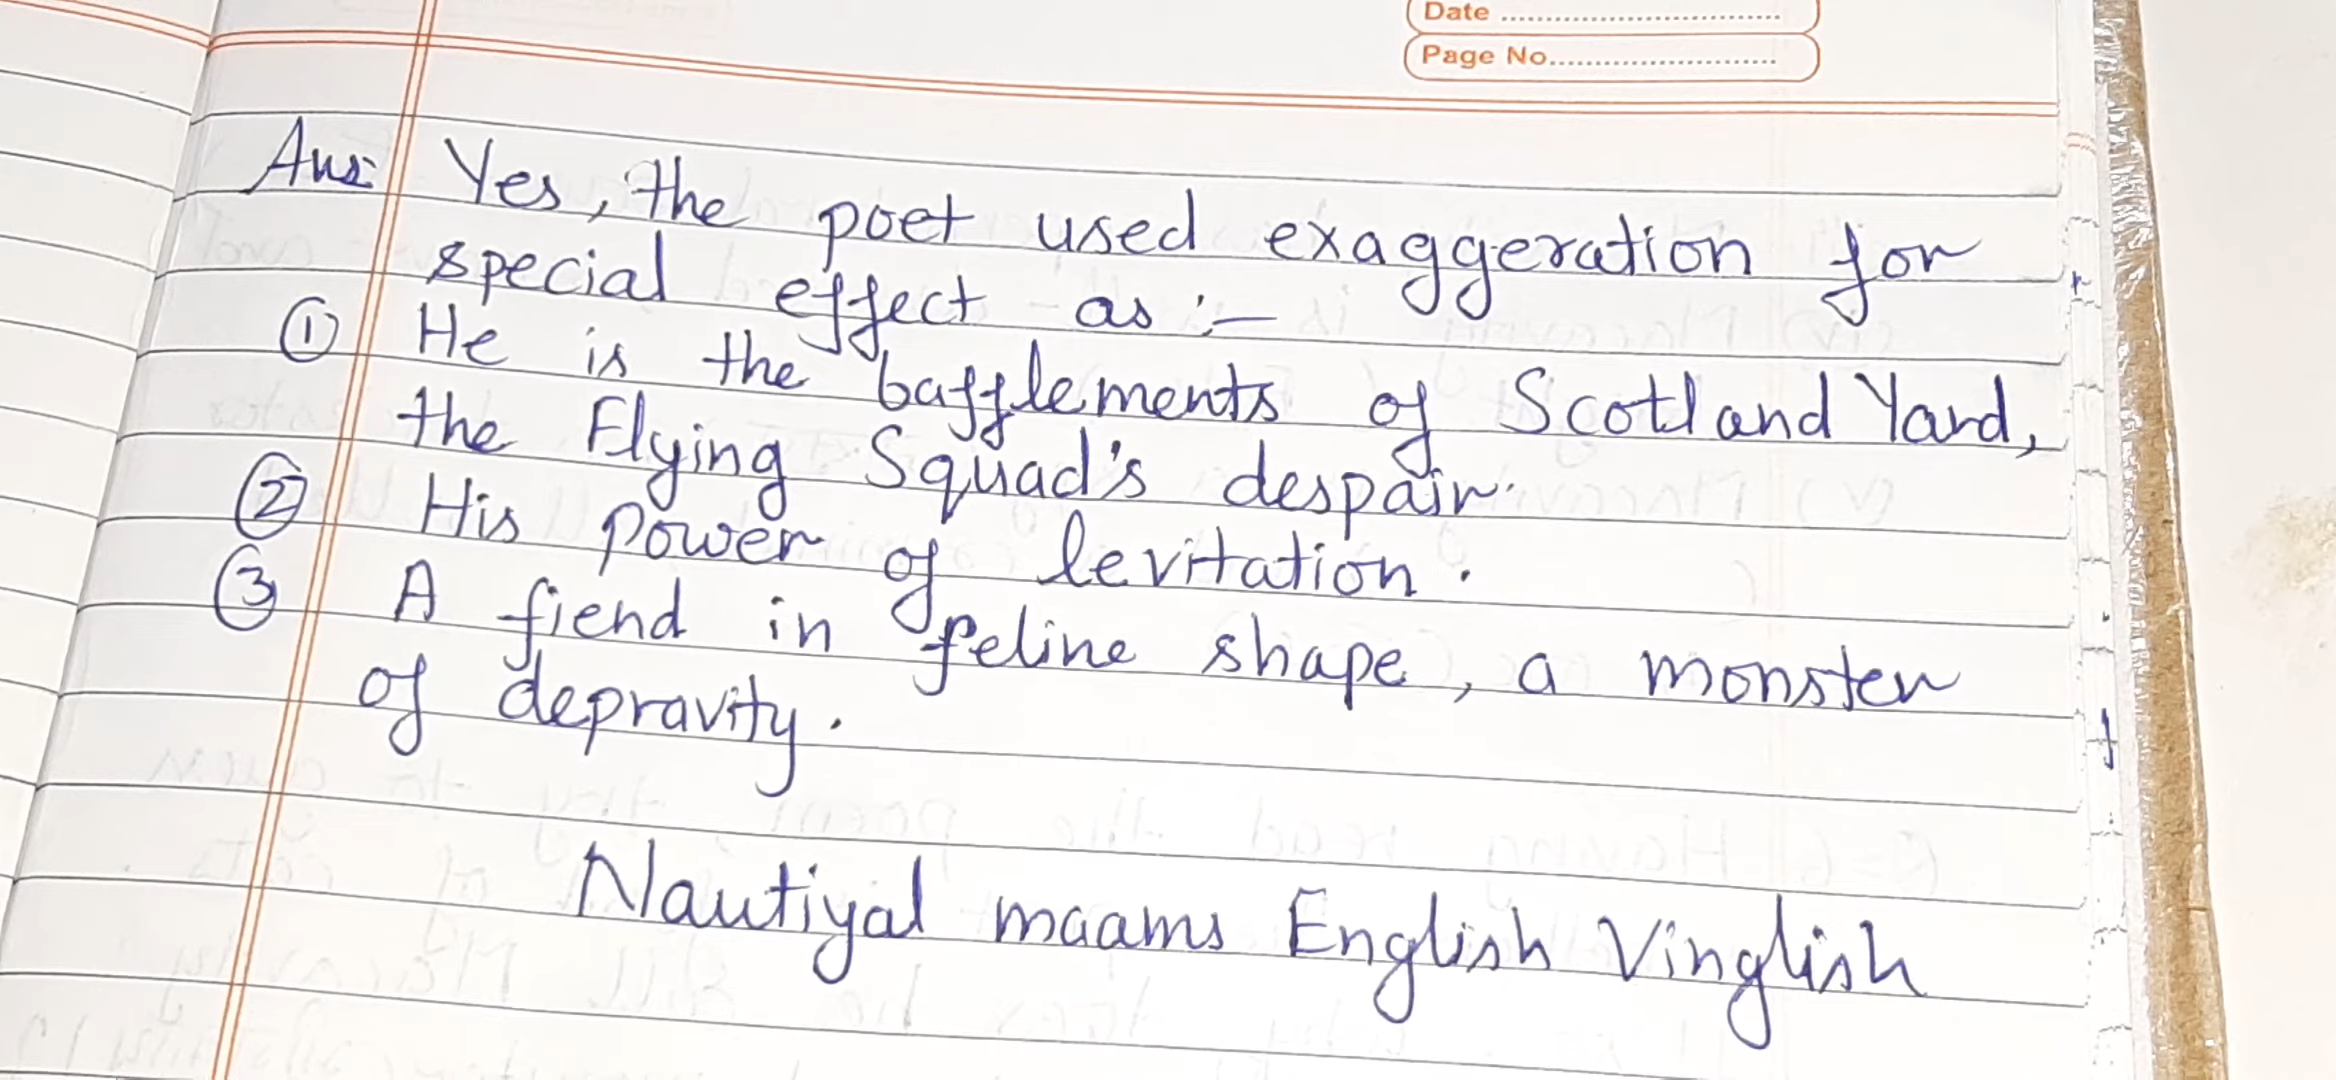 Date ..............................
Page No..........................
Ans: Yes, the poet used exaggeration for
special effect as :-
① He is the bafflements of Scotland Yard,
the Flying Squad's despair.
② His power of levitation.
③ A fiend in feline shape, a monster
of depravity.
Nautiyal maams English Vinglish